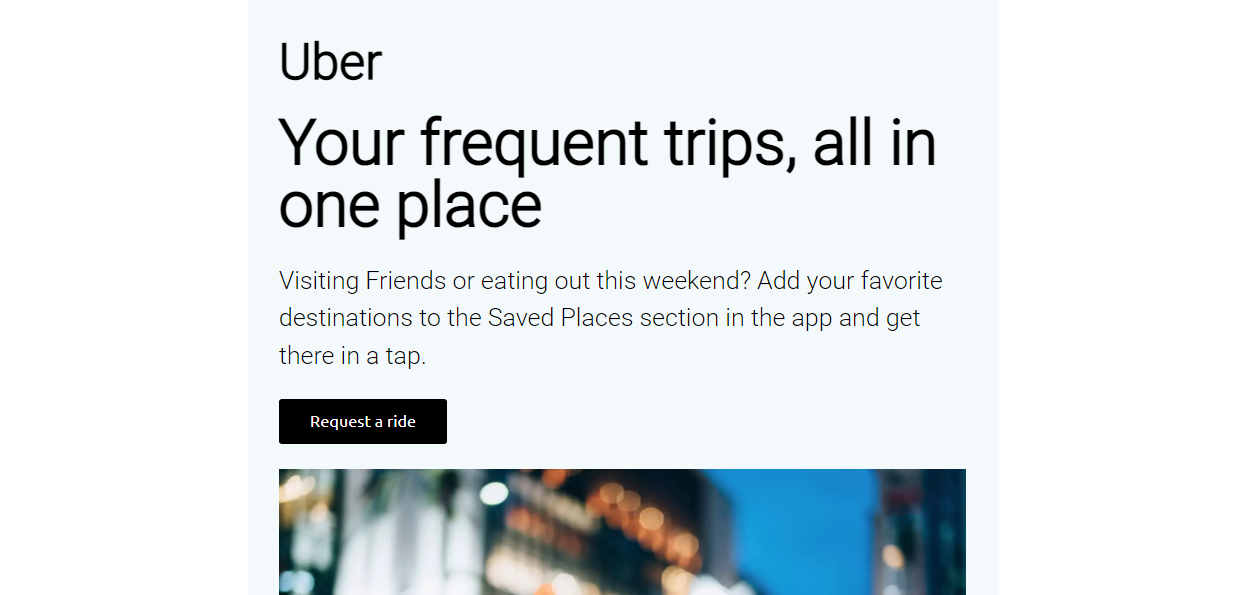 Uber
Your frequent trips, all in
one place
Visiting Friends or eating out this weekend? Add your favorite
destinations to the Saved Places section in the app and get
there in a tap.
Request a ride